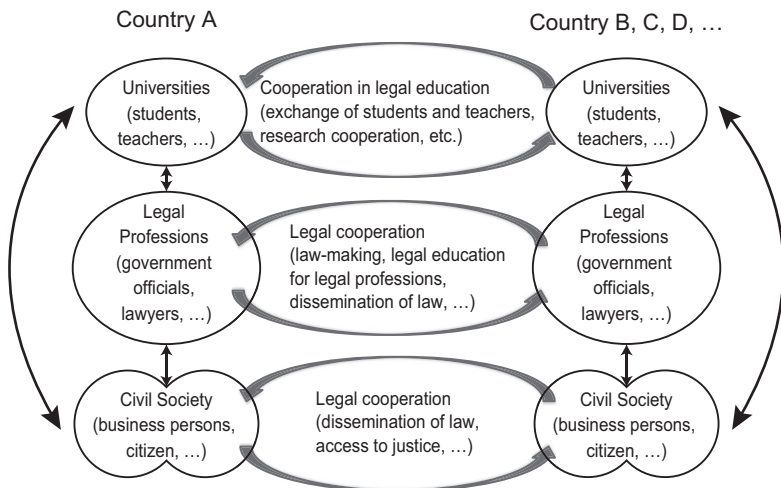 Country A
Country B, C, D, …
Universities
(students,
teachers, …)
Cooperation in legal education
(exchange of students and teachers,
research cooperation, etc.)
Universities
(students,
teachers, …)
Legal
Professions
(government
officials,
lawyers, …)
Legal cooperation
(law-making, legal education
for legal professions,
dissemination of law, …)
Legal
Professions
(government
officials,
lawyers, …)
Civil Society
(business persons,
citizen, …)
Legal cooperation
(dissemination of law,
access to justice, …)
Civil Society
(business persons,
citizen, …)